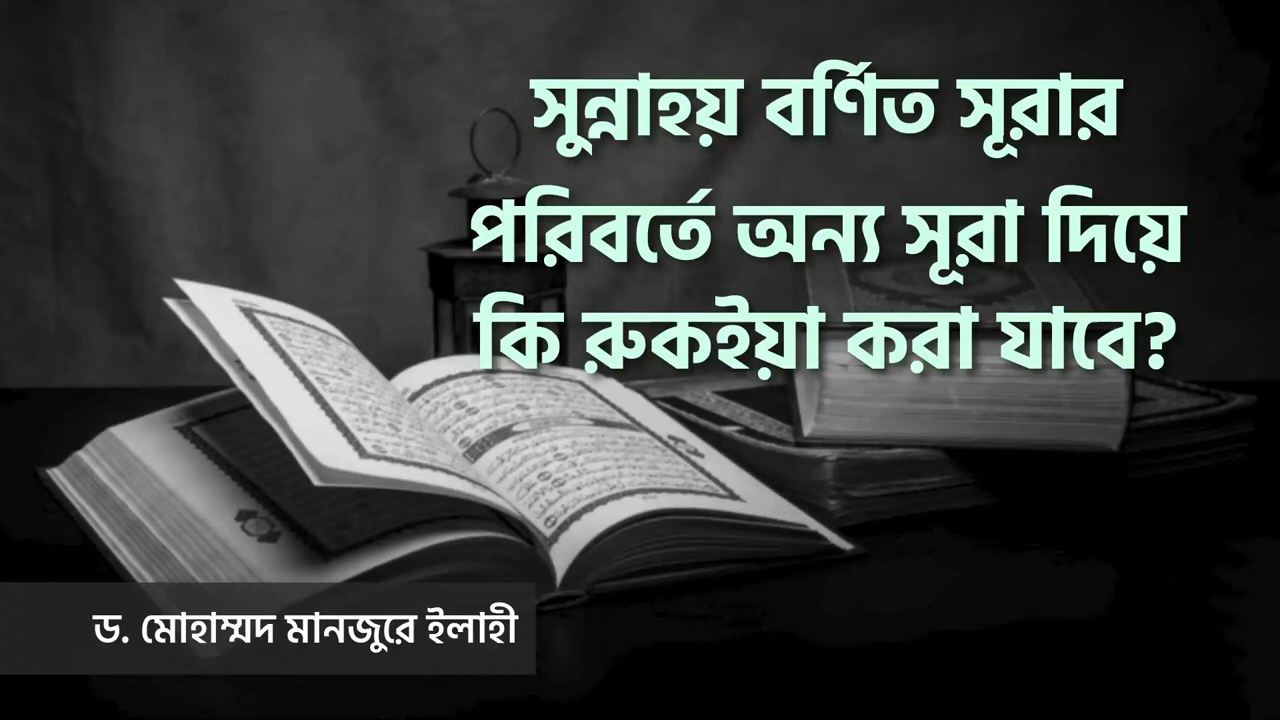 সুন্নাহয় বর্ণিত সূরার
পরিবর্তে অন্য সূরা দিয়ে
কি রুকইয়া করা যাবে?
ড. মোহাম্মদ মানজুরে ইলাহী